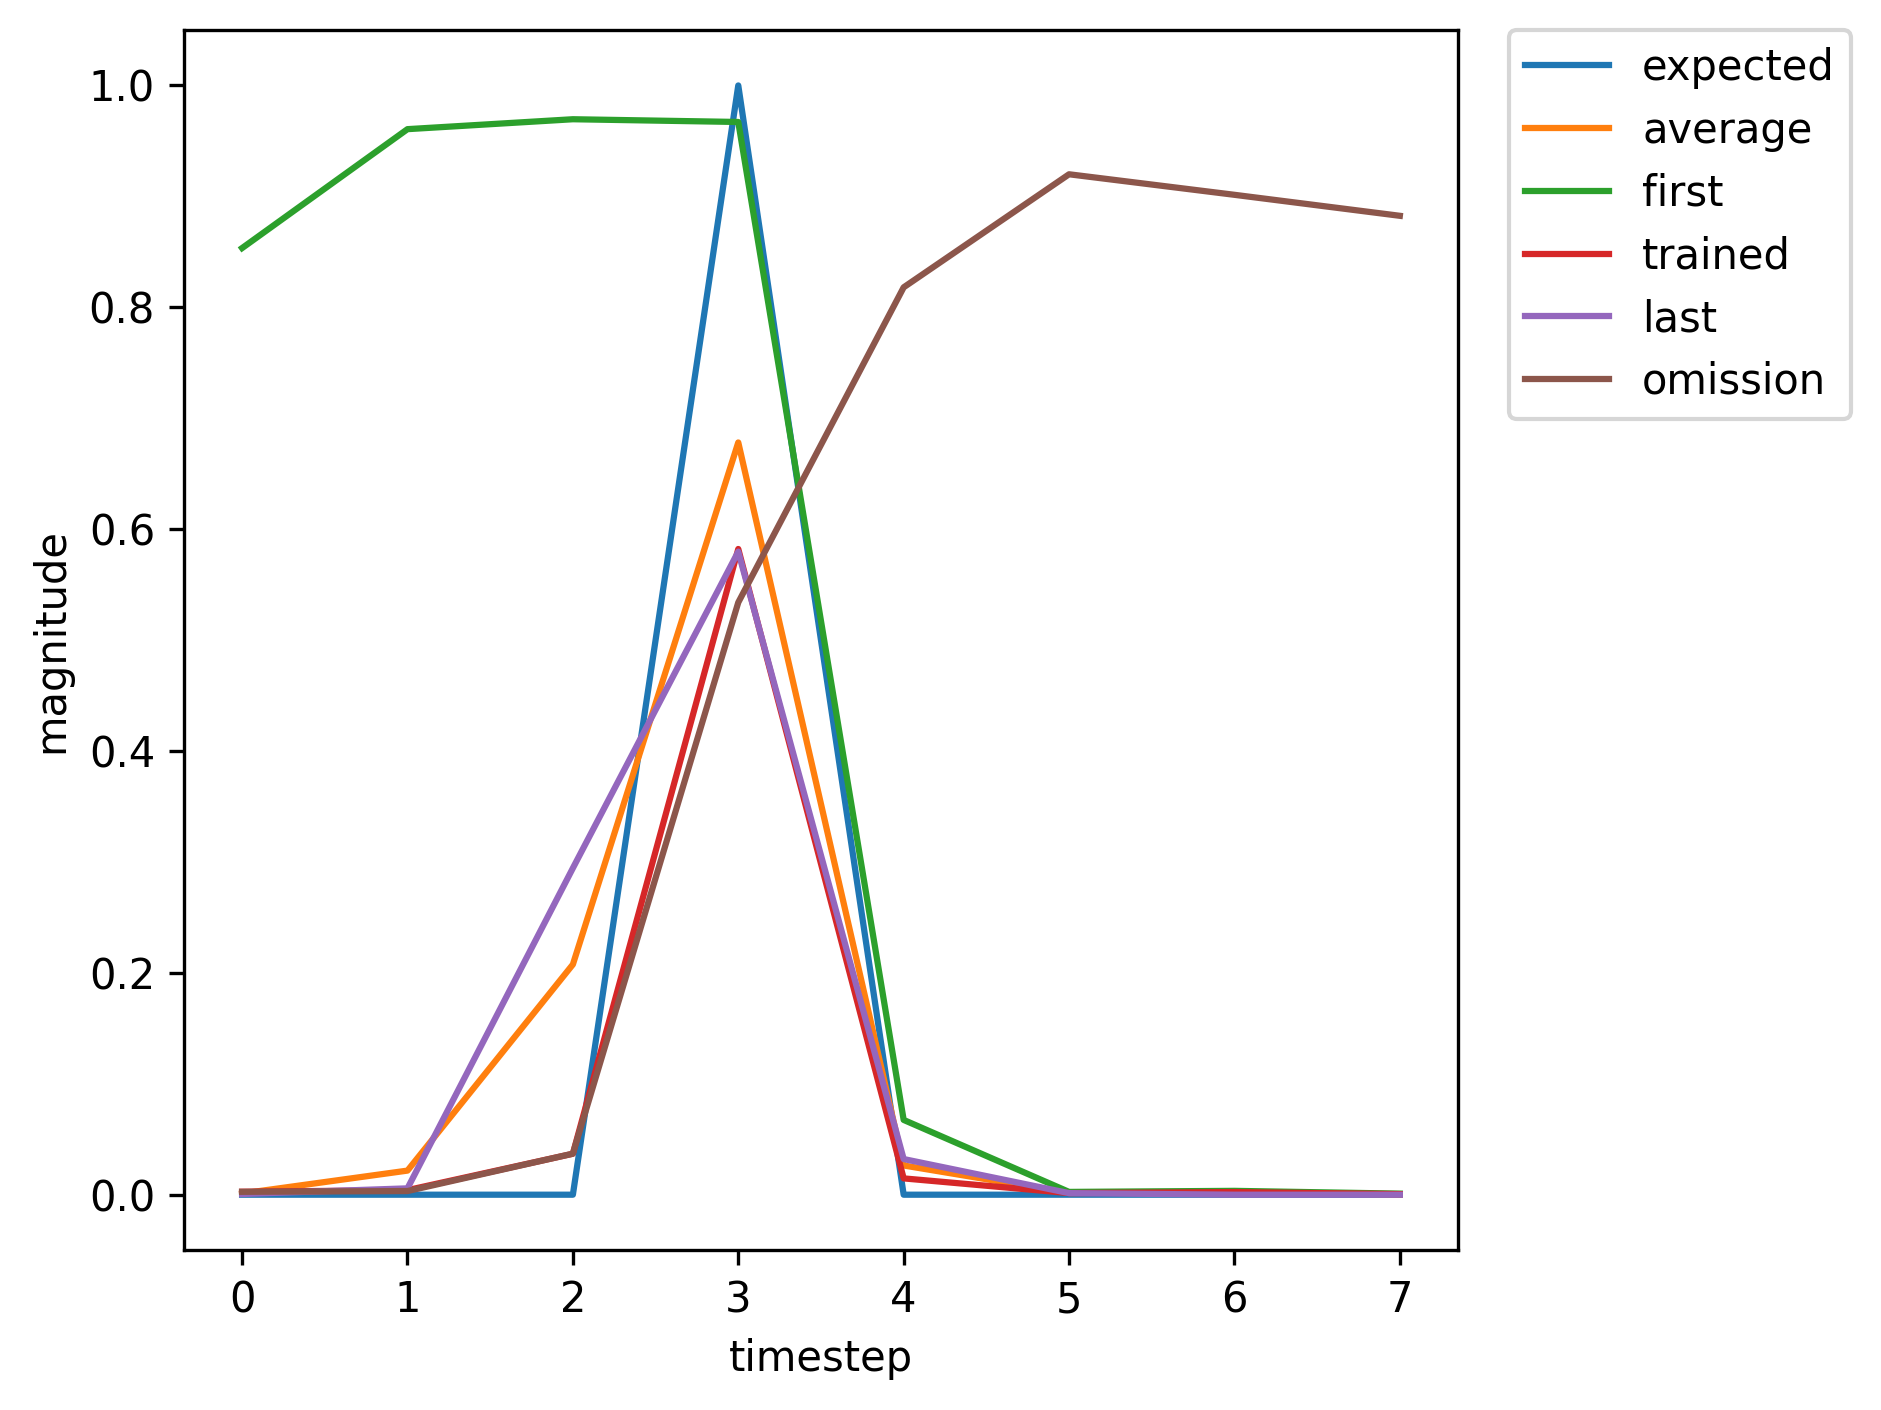 1.0
0.8
0.6
0.4
0.2
0.0
magnitude
0 1 2 3 4 5 6 7
timestep
expected
average
first
trained
last
omission